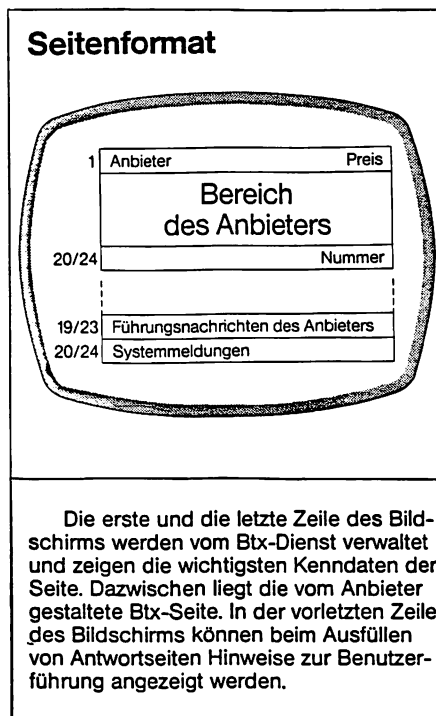 Seitenformat
1 Anbieter Preis
Bereich
des Anbieters
20/24 Nummer
19/23 Führungsnachrichten des Anbieters
20/24 Systemmeldungen
Die erste und die letzte Zeile des Bild-
schirms werden vom Btx-Dienst verwaltet
und zeigen die wichtigsten Kenndaten der
Seite. Dazwischen liegt die vom Anbieter
gestaltete Btx-Seite. In der vorletzten Zeile
des Bildschirms können beim Ausfüllen
von Antwortseiten Hinweise zur Benutzer-
führung angezeigt werden.